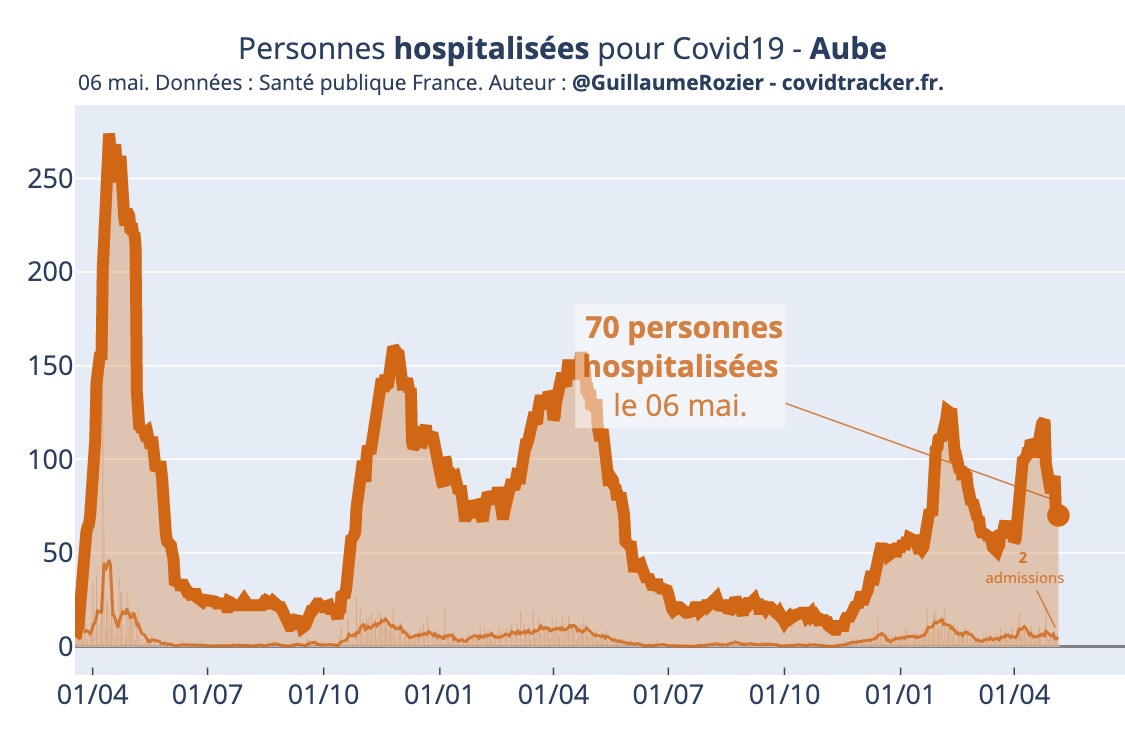 Personnes hospitalisées pour Covid19 - Aube
06 mai. Données : Santé publique France. Auteur : @GuillaumeRozier - covidtracker.fr.
250
200
150
100
50
0
70 personnes
hospitalisées
le 06 mai.
2
admissions
01/04 01/07 01/10 01/01 01/04 01/07 01/10 01/01 01/04